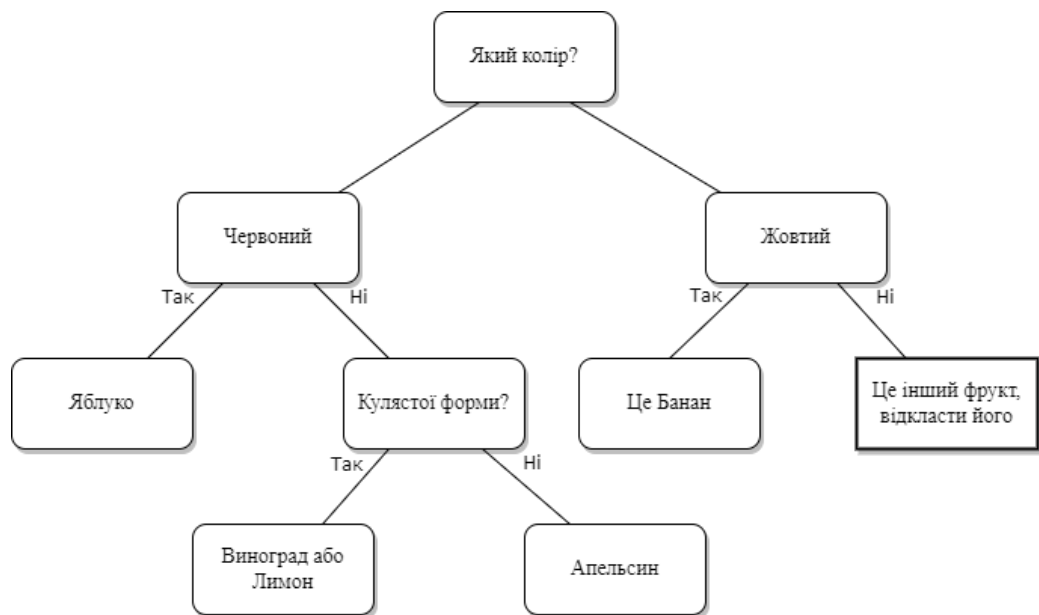 Який колір?
Червоний
Жовтий
Так
Ні
Так
Ні
Яблуко
Кулястої форми?
Це Банан
Це інший фрукт,
відкласти його
Так
Ні
Виноград або
Лимон
Апельсин